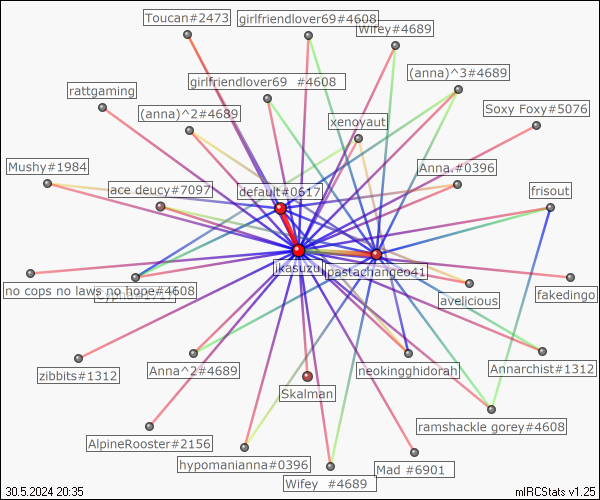 Toucan#2473
girlfriendlover69#4608
Wifey#4689
(anna)^3#4689
girlfriendlover69 #4608
rattgaming
(anna)^2#4689
Soxy Foxy#5076
xenoyaut
Mushy#1984
Anna.#0396
ace deucy#7097
default#0617
frisout
ikasuzu
pastachangeo41
no cops no laws no hope#4608
avelicious
fakedingo
zibbits#1312
Anna^2#4689
neokingghidorah
Annarchist#1312
Skalman
AlpineRooster#2156
ramshackle gorey#4608
hypomanianna#0396
Mad #6901
Wifey #4689
30.5.2024 20:35
mIRCStats v1.25